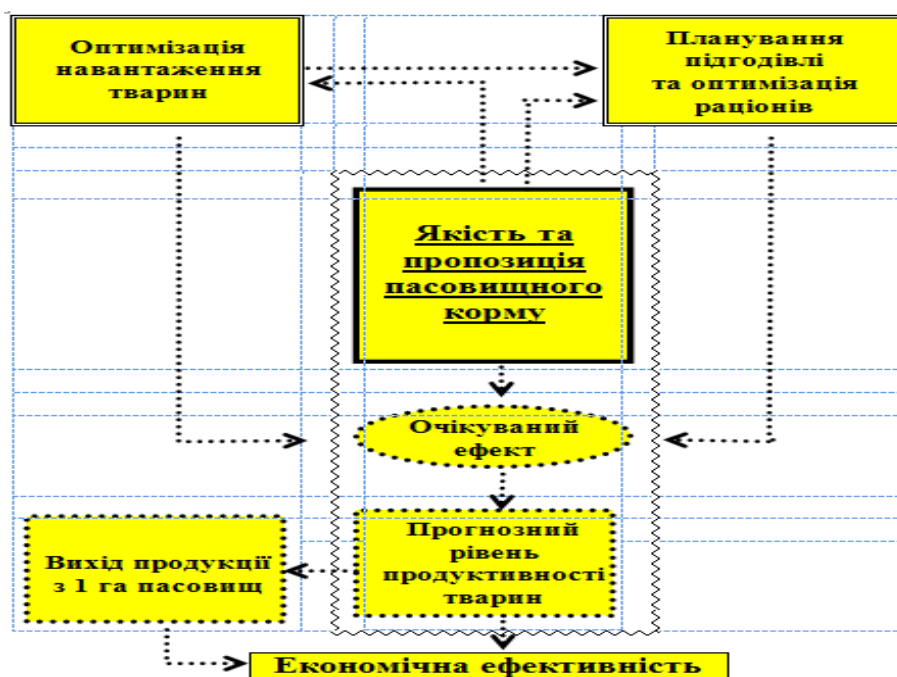 Оптимізація
навантаження
тварин
Планування
підгодівлі
та оптимізація
раціонів
Якість та
пропозиція
пасовищного
корму
Очікуваний
ефект
Прогнозний
рівень
продуктивності
тварин
Вихід продукції
з 1 га пасовищ
Економічна ефективність